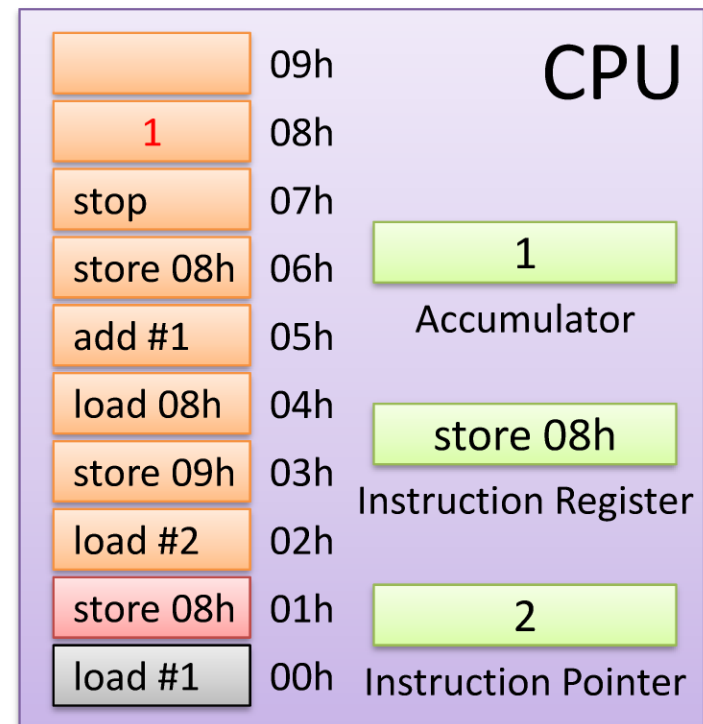 CPU
09h
1 08h
stop 07h
store 08h 06h
add #1 05h
load 08h 04h
store 09h 03h
load #2 02h
store 08h 01h
load #1 00h
1
Accumulator
store 08h
Instruction Register
2
Instruction Pointer